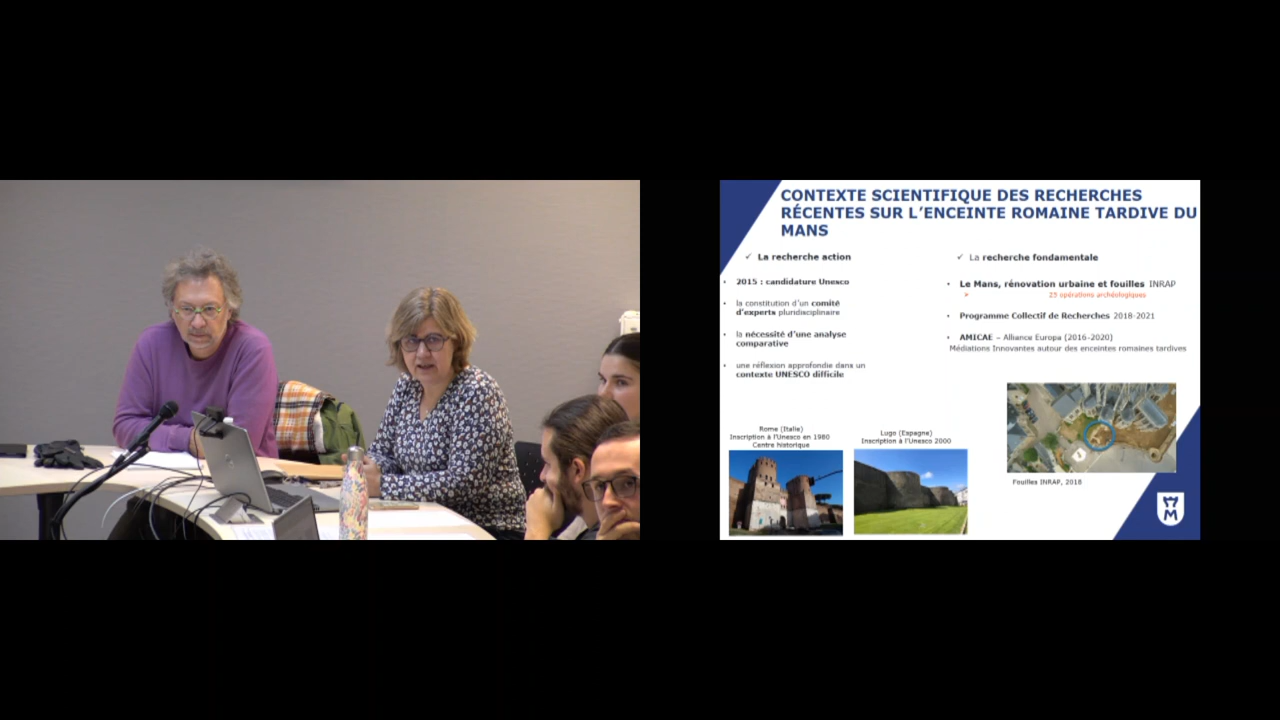 CONTEXTE SCIENTIFIQUE DES RECHERCHES
RÉCENTES SUR L’ENCEINTE ROMAINE TARDIVE DU
MANS
✓ La recherche action
• 2015 : candidature Unesco
• la constitution d’un comité
d’experts pluridisciplinaire
• la nécessité d’une analyse
comparative
• une réflexion approfondie dans un
contexte UNESCO difficile
Rome (Italie)
Inscription à l’Unesco en 1980
Centre historique
Lugo (Espagne)
Inscription à l’Unesco 2000
✓ La recherche fondamentale
• Le Mans, rénovation urbaine et fouilles INRAP
➤ 25 opérations archéologiques
• Programme Collectif de Recherches 2018-2021
• AMICAE – Alliance Europa (2016-2020)
Médiations Innovantes autour des enceintes romaines tardives
Fouilles INRAP, 2018
M